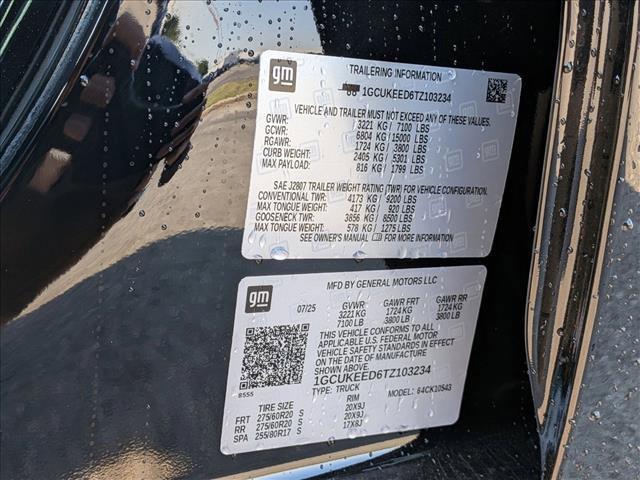 gm
TRAILERING INFORMATION
1GCUKEED6TZ103234
VEHICLE AND TRAILER MUST NOT EXCEED ANY OF THESE VALUES.
GVWR: / 3221 KG / 7100 LBS
GCWR: / 6804 KG / 15000 LBS
RGAWR: / 1724 KG / 3800 LBS
CURB WEIGHT: / 2405 KG / 5301 LBS
MAX PAYLOAD: / 816 KG / 1799 LBS
SAE J2807 TRAILER WEIGHT RATING (TWR) FOR VEHICLE CONFIGURATION.
CONVENTIONAL TWR: 4173 KG / 9200 LBS
MAX TONGUE WEIGHT: 417 KG / 920 LBS
GOOSENECK TWR: 3856 KG / 8500 LBS
MAX TONGUE WEIGHT: 578 KG / 1275 LBS
SEE OWNER'S MANUAL FOR MORE INFORMATION
gm
MFD BY GENERAL MOTORS LLC
07/25 GVWR GAWR FRT GAWR RR
3221 KG 1724 KG 1724 KG
7100 LB 3800 LB 3800 LB
THIS VEHICLE CONFORMS TO ALL
APPLICABLE U.S. FEDERAL MOTOR
VEHICLE SAFETY STANDARDS IN EFFECT
ON THE DATE OF MANUFACTURE
SHOWN ABOVE.
1GCUKEED6TZ103234
8555 TYPE: TRUCK MODEL: 64CK10543
TIRE SIZE RIM
FRT 275/60R20 S 20X9J
RR 275/60R20 S 20X9J
SPA 255/80R17 S 17X8J